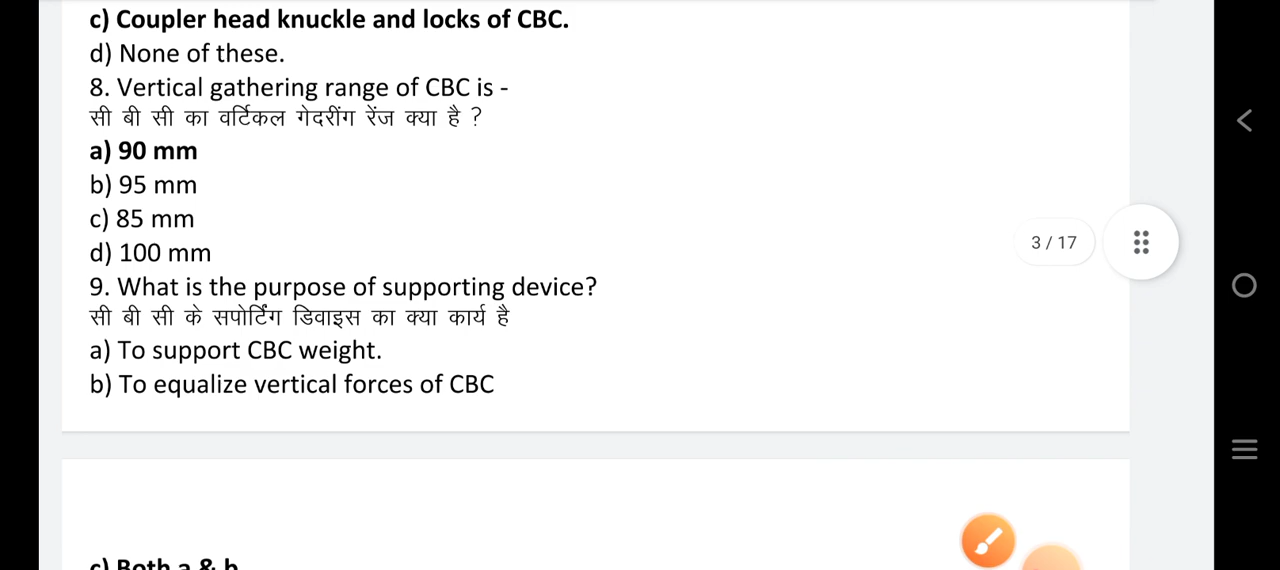 c) Coupler head knuckle and locks of CBC.
d) None of these.
8. Vertical gathering range of CBC is -
सी बी सी का वर्टिकल गेदरींग रेंज क्या है ?
a) 90 mm
b) 95 mm
c) 85 mm
d) 100 mm
3 / 17
9. What is the purpose of supporting device?
सी बी सी के सपोर्टिंग डिवाइस का क्या कार्य है
a) To support CBC weight.
b) To equalize vertical forces of CBC
c) Both a & b